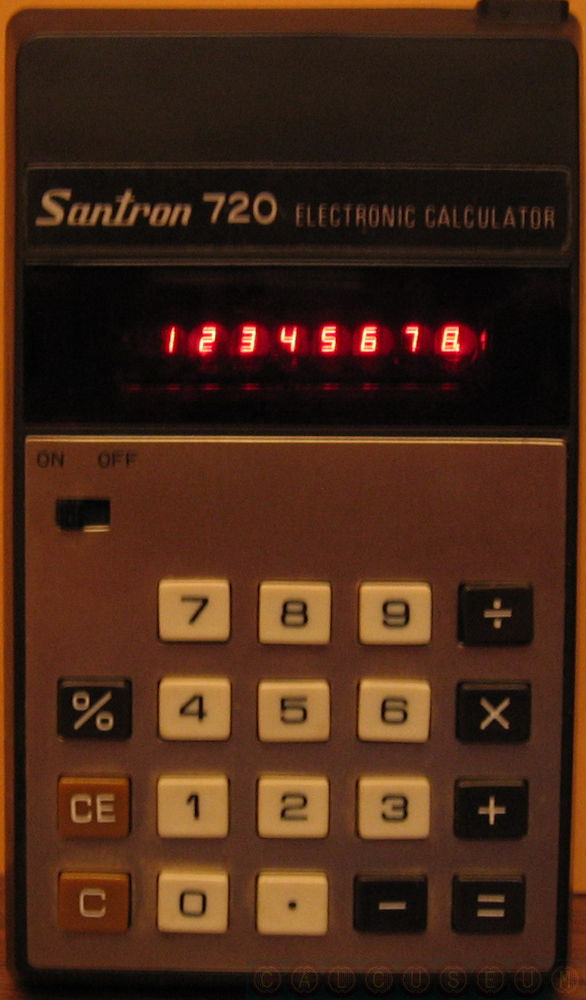 Santron 720 ELECTRONIC CALCULATOR
12345678.
ON OFF
7 8 9 ÷
% 4 5 6 ×
CE 1 2 3 +
C 0 . − =
CALCUSEUM